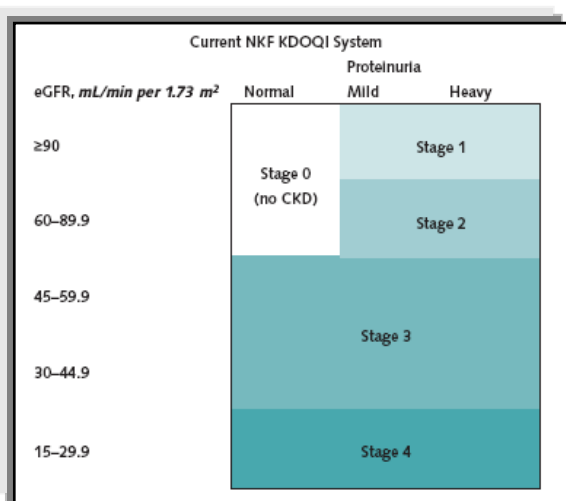 Current NKF KDOQI System
Proteinuria
eGFR, mL/min per 1.73 m² Normal Mild Heavy
≥90 Stage 1
Stage 0
(no CKD)
60–89.9 Stage 2
45–59.9
Stage 3
30–44.9
15–29.9 Stage 4